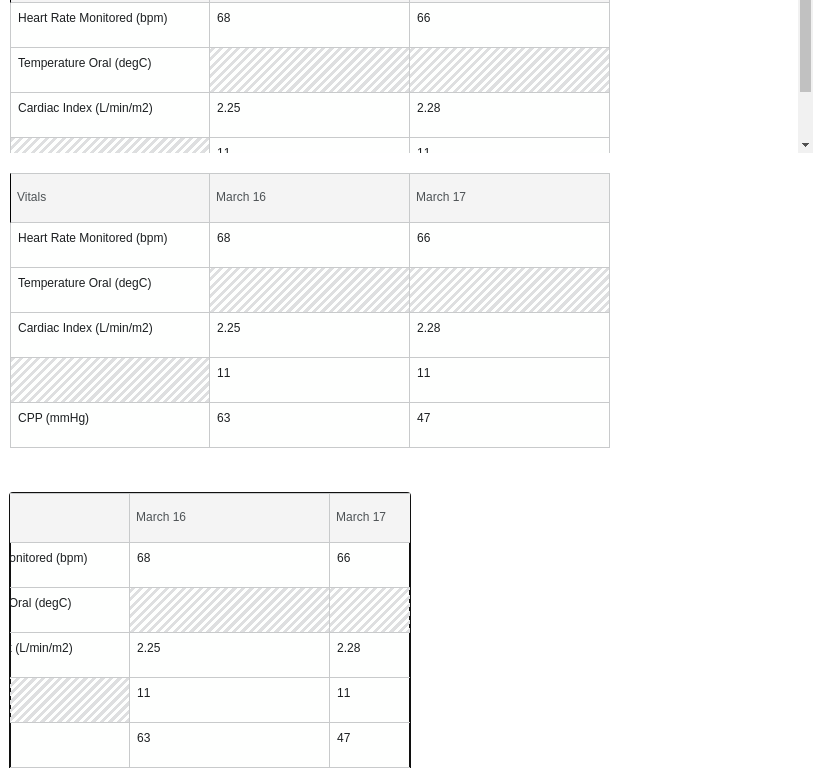 Heart Rate Monitored (bpm) 68 66
Temperature Oral (degC)
Cardiac Index (L/min/m2) 2.25 2.28
11 11
Vitals March 16 March 17
Heart Rate Monitored (bpm) 68 66
Temperature Oral (degC)
Cardiac Index (L/min/m2) 2.25 2.28
11 11
CPP (mmHg) 63 47
March 16 March 17
onitored (bpm) 68 66
Oral (degC)
(L/min/m2) 2.25 2.28
11 11
63 47